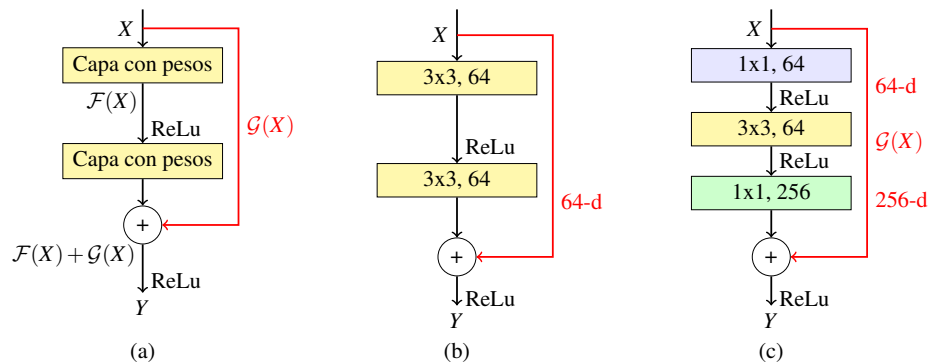 X
Capa con pesos
F(X)
ReLu
G(X)
Capa con pesos
+
F(X) + G(X)
ReLu
Y
(a)
X
3x3, 64
ReLu
3x3, 64
64-d
+
ReLu
Y
(b)
X
1x1, 64
64-d
ReLu
3x3, 64
G(X)
ReLu
1x1, 256
256-d
+
ReLu
Y
(c)